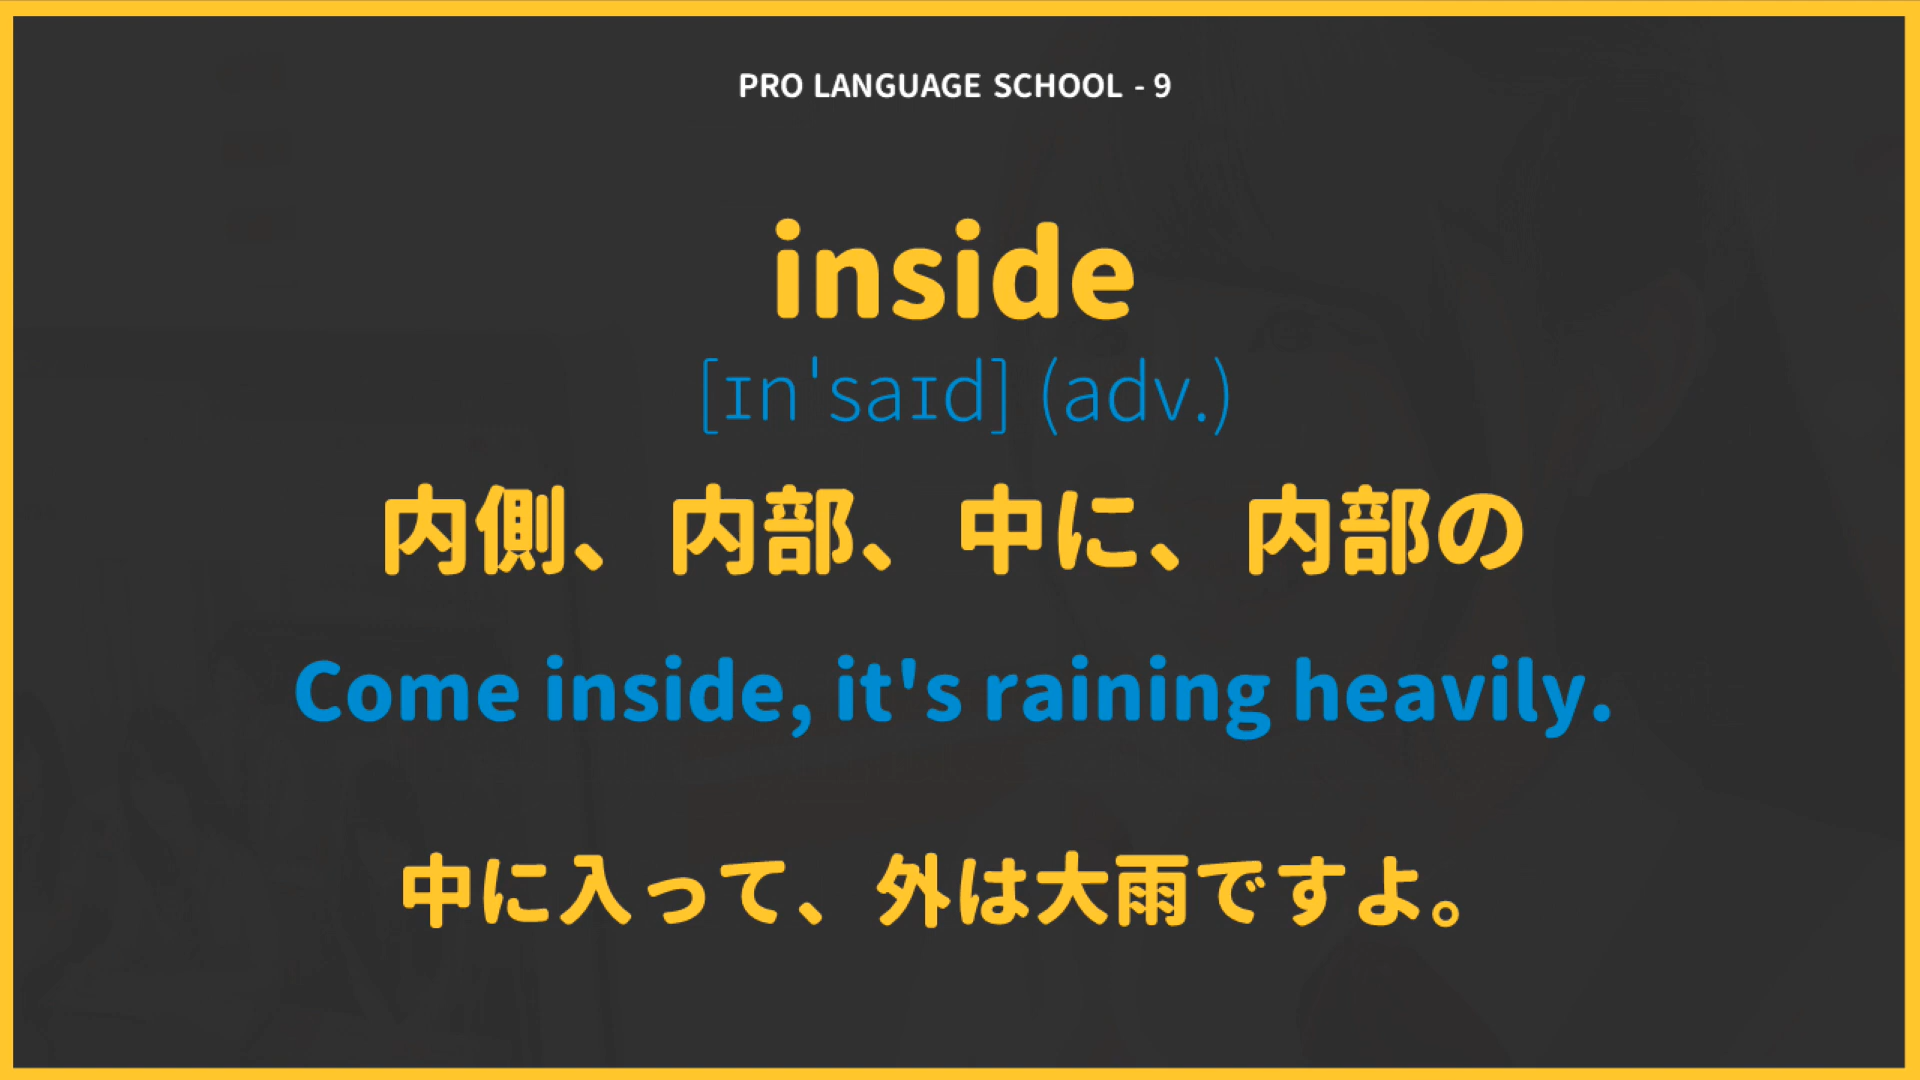 PRO LANGUAGE SCHOOL - 9
inside
[ɪnˈsaɪd] (adv.)
内側、内部、中に、内部の
Come inside, it's raining heavily.
中に入って、外は大雨ですよ。